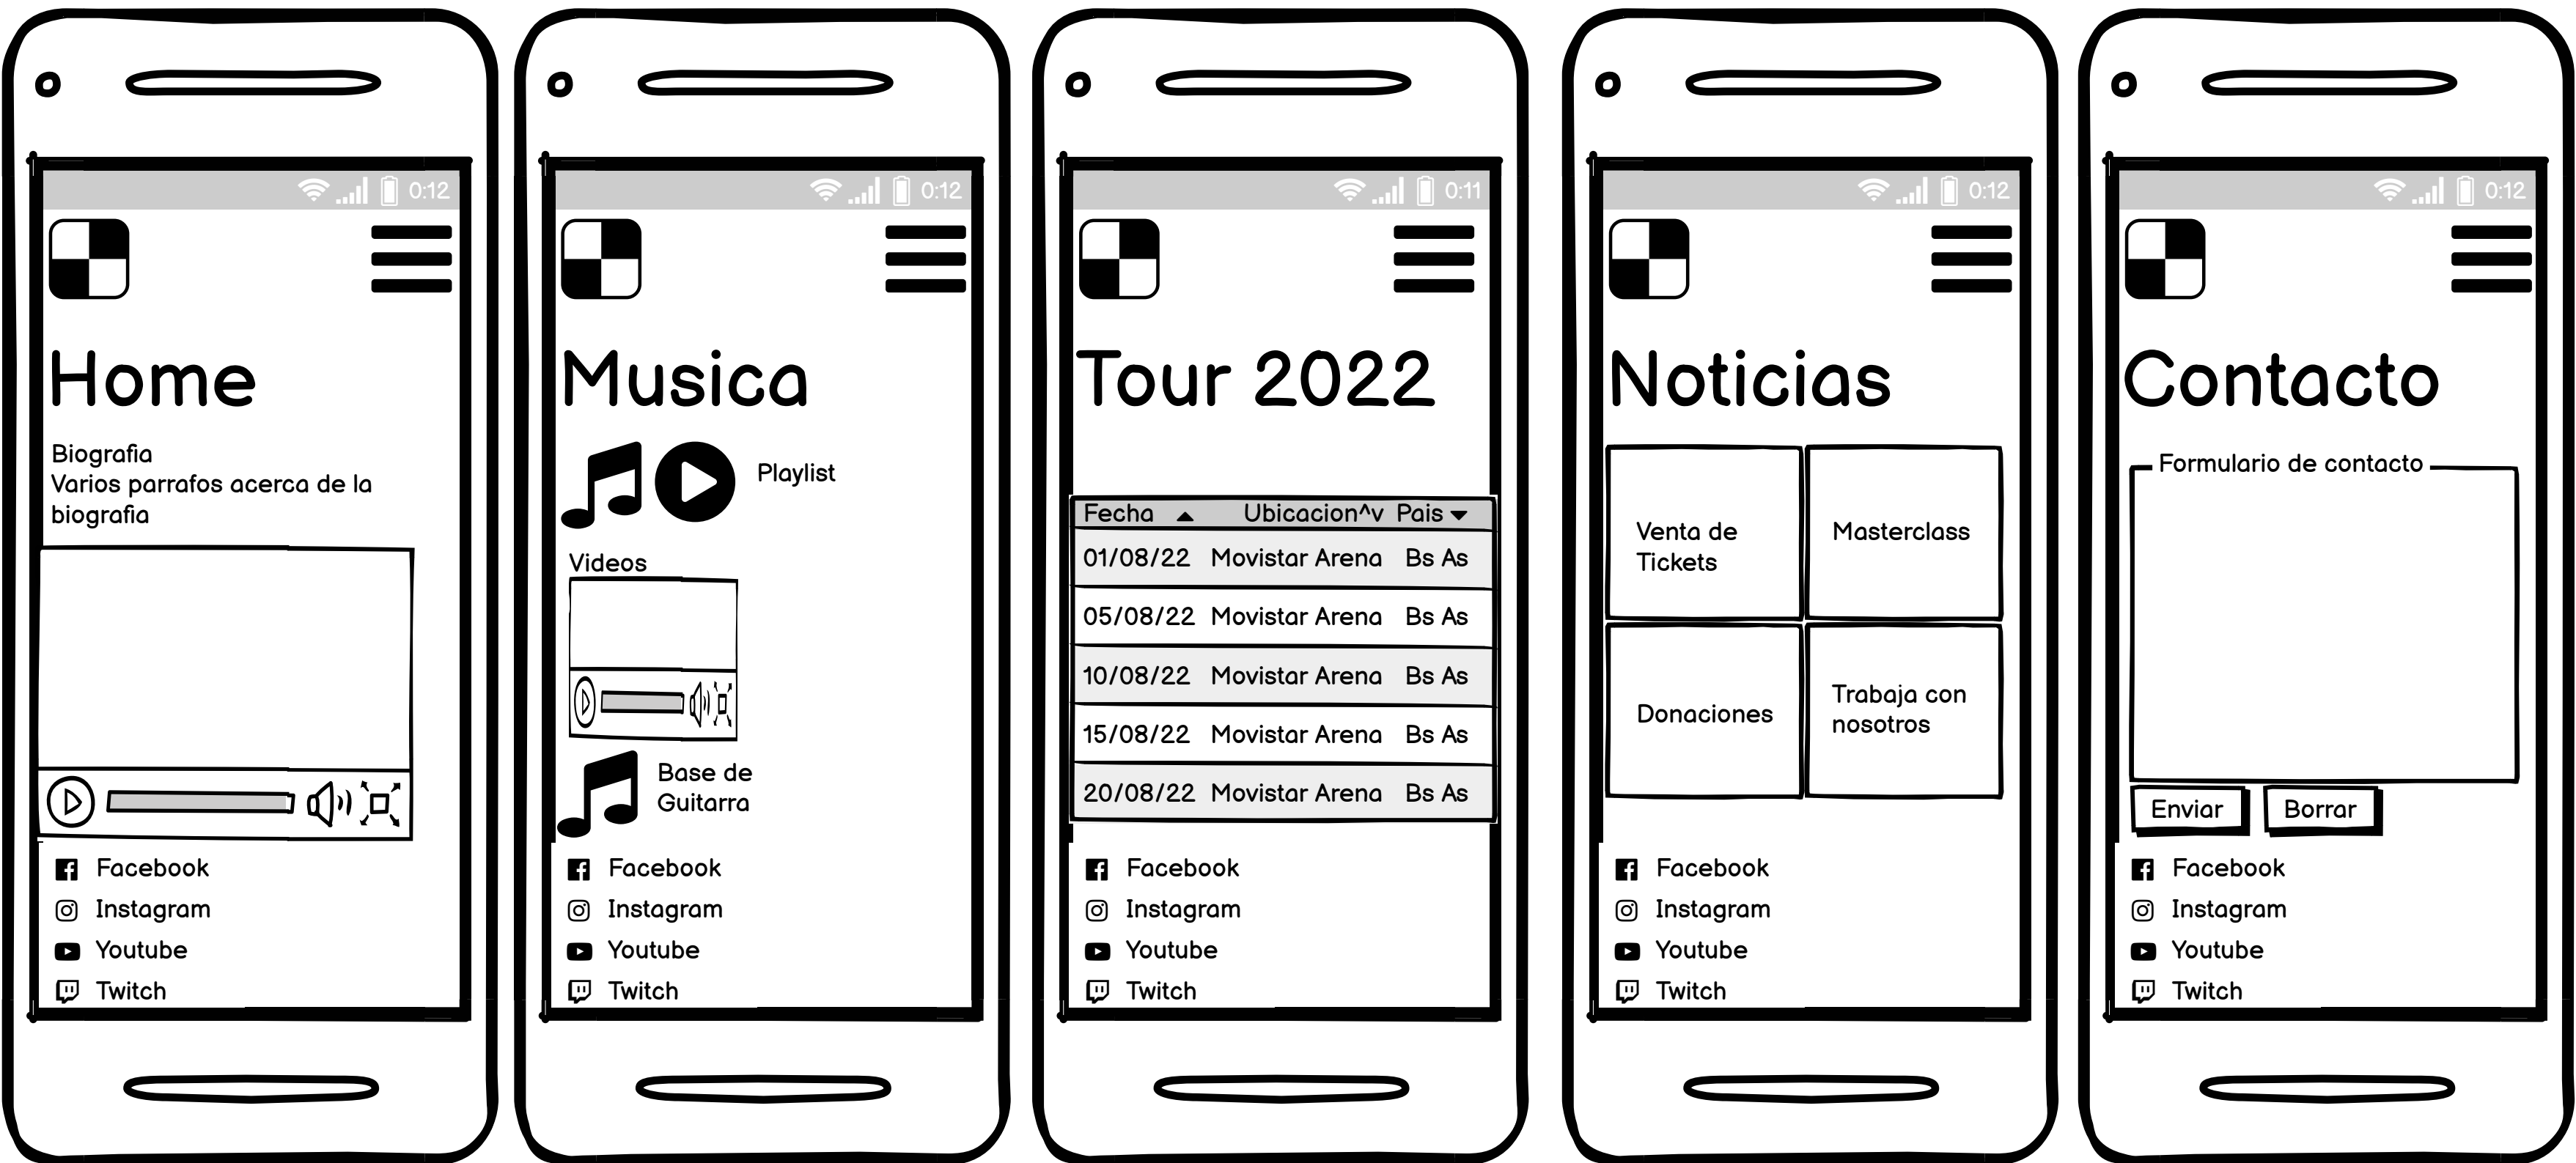 0:12
Home
Biografia
Varios parrafos acerca de la
biografia
Facebook
Instagram
Youtube
Twitch
0:12
Musica
Playlist
Videos
Base de
Guitarra
Facebook
Instagram
Youtube
Twitch
0:11
Tour 2022
Fecha Ubicacion^v Pais
01/08/22 Movistar Arena Bs As
05/08/22 Movistar Arena Bs As
10/08/22 Movistar Arena Bs As
15/08/22 Movistar Arena Bs As
20/08/22 Movistar Arena Bs As
Facebook
Instagram
Youtube
Twitch
0:12
Noticias
Venta de
Tickets
Masterclass
Donaciones
Trabaja con
nosotros
Facebook
Instagram
Youtube
Twitch
0:12
Contacto
Formulario de contacto
Enviar Borrar
Facebook
Instagram
Youtube
Twitch